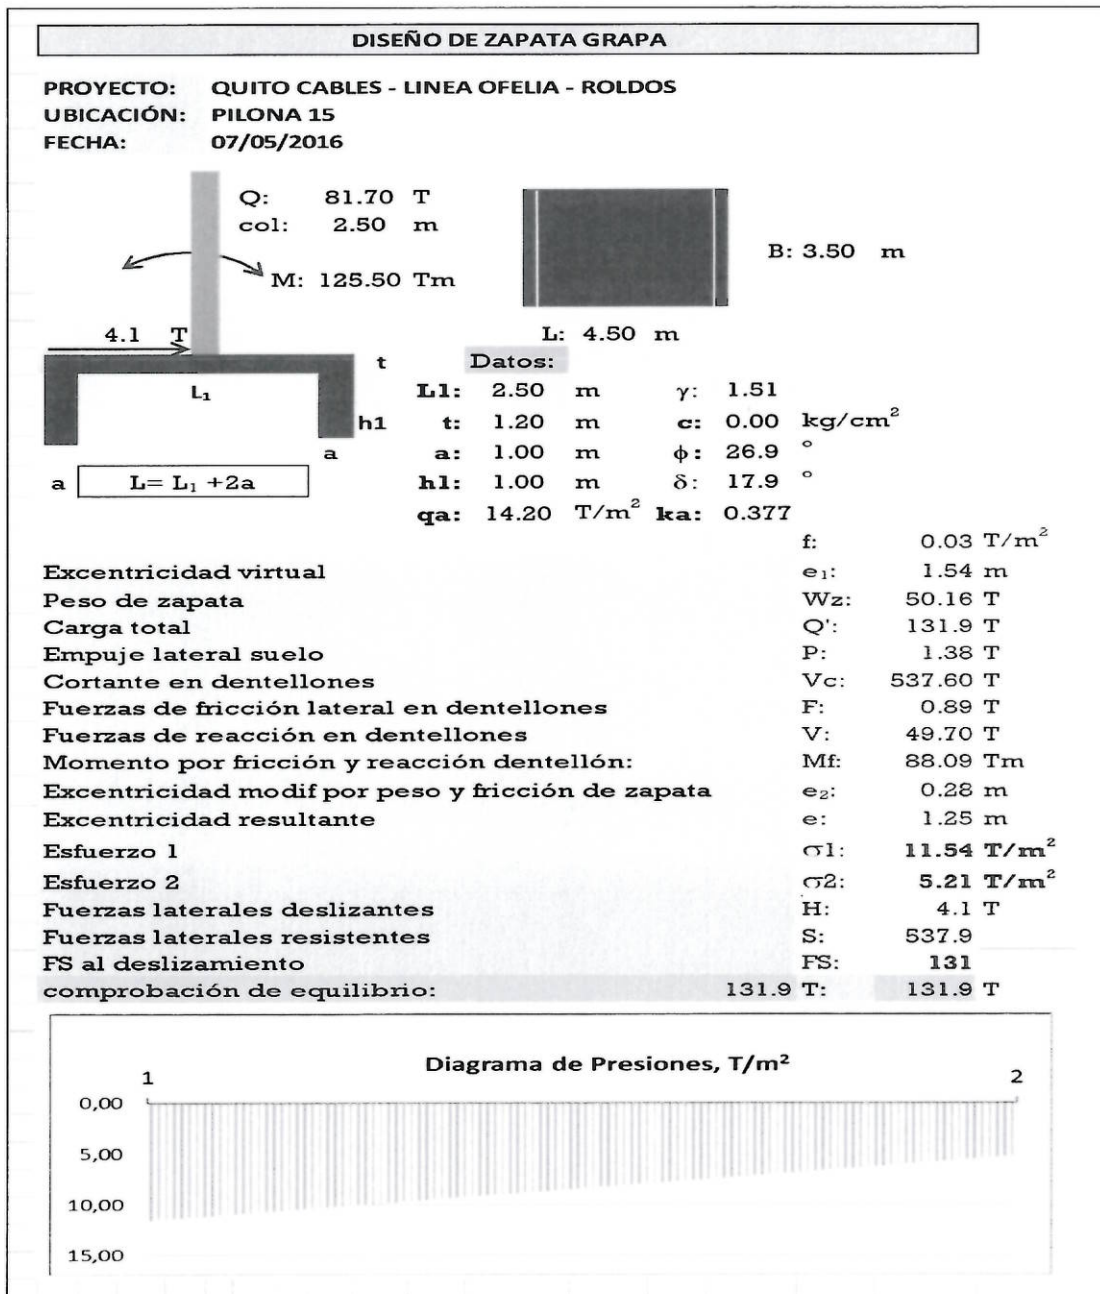 DISEÑO DE ZAPATA GRAPA
PROYECTO: QUITO CABLES - LINEA OFELIA - ROLDOS
UBICACIÓN: PILONA 15
FECHA: 07/05/2016
Q: 81.70 T
col: 2.50 m
M: 125.50 Tm
B: 3.50 m
L: 4.50 m
4.1 T
t
L₁
h1
a
a
L= L₁ +2a
Datos:
L1: 2.50 m γ: 1.51
t: 1.20 m c: 0.00 kg/cm²
a: 1.00 m ϕ: 26.9 °
h1: 1.00 m δ: 17.9 °
qa: 14.20 T/m² ka: 0.377
f: 0.03 T/m²
Excentricidad virtual e₁: 1.54 m
Peso de zapata Wz: 50.16 T
Carga total Q': 131.9 T
Empuje lateral suelo P: 1.38 T
Cortante en dentellones Vc: 537.60 T
Fuerzas de fricción lateral en dentellones F: 0.89 T
Fuerzas de reacción en dentellones V: 49.70 T
Momento por fricción y reacción dentellón: Mf: 88.09 Tm
Excentricidad modif por peso y fricción de zapata e₂: 0.28 m
Excentricidad resultante e: 1.25 m
Esfuerzo 1 σ1: 11.54 T/m²
Esfuerzo 2 σ2: 5.21 T/m²
Fuerzas laterales deslizantes H: 4.1 T
Fuerzas laterales resistentes S: 537.9
FS al deslizamiento FS: 131
comprobación de equilibrio: 131.9 T: 131.9 T
Diagrama de Presiones, T/m²
1 2
0,00
5,00
10,00
15,00